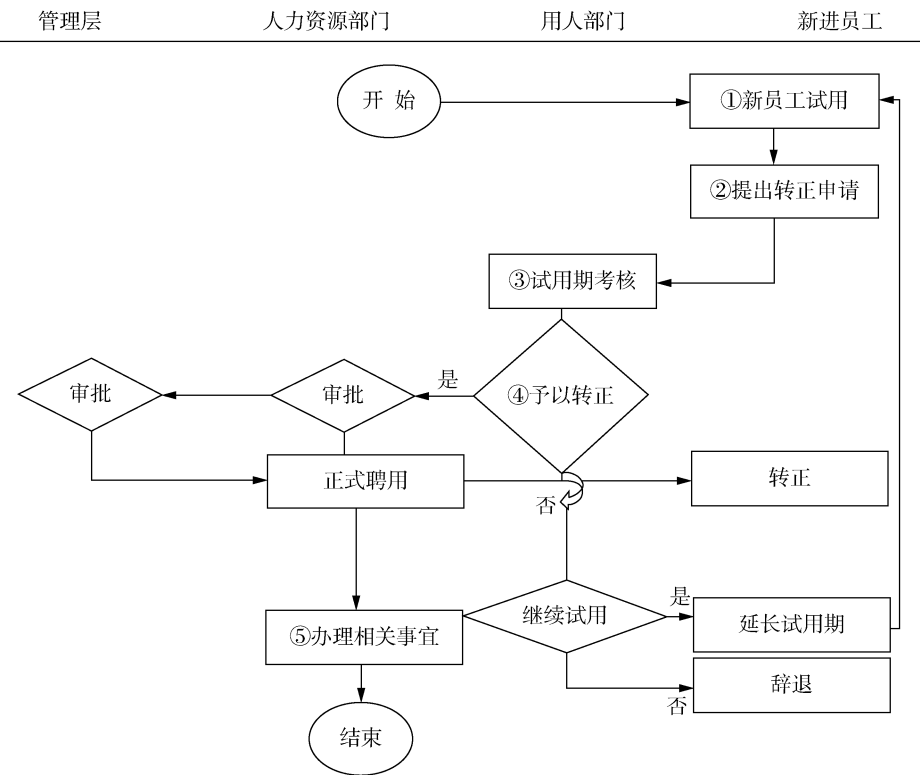 管理层 人力资源部门 用人部门 新进员工
开 始
①新员工试用
②提出转正申请
③试用期考核
④予以转正
是
审批
审批
正式聘用
转正
否
继续试用
是
延长试用期
⑤办理相关事宜
否
辞退
结束